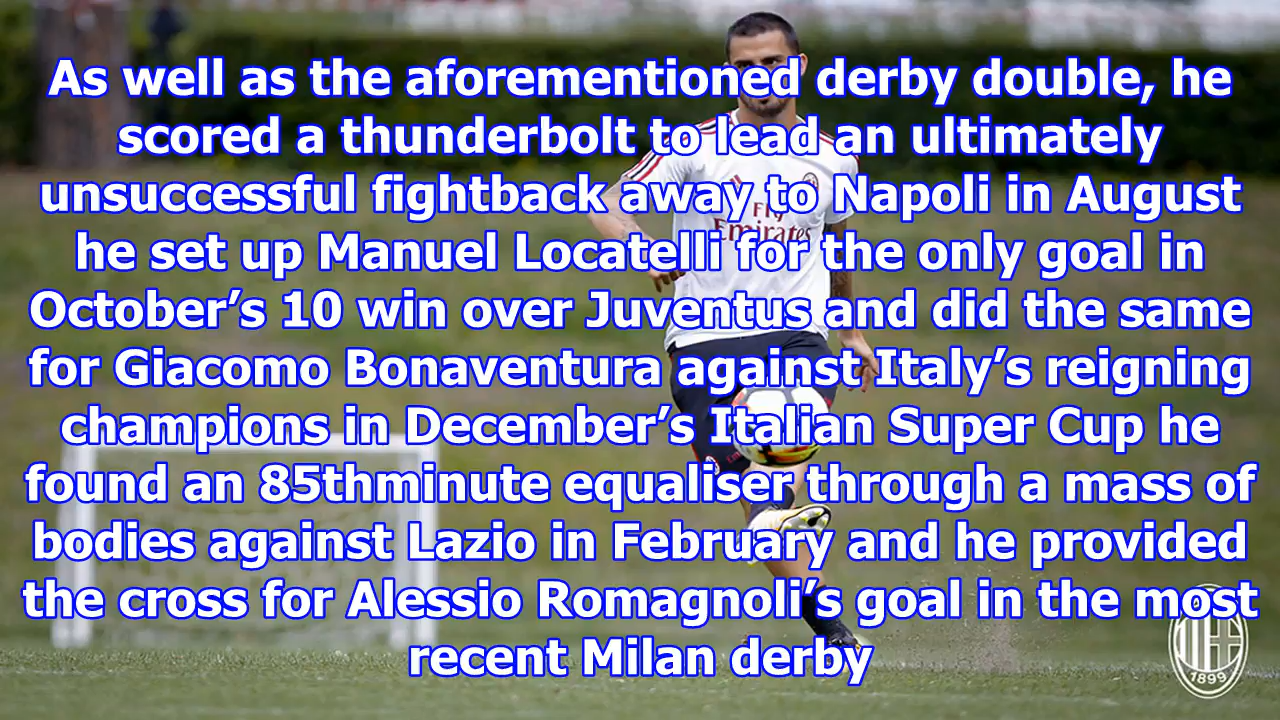 As well as the aforementioned derby double, he
scored a thunderbolt to lead an ultimately
unsuccessful fightback away to Napoli in August
he set up Manuel Locatelli for the only goal in
October’s 10 win over Juventus and did the same
for Giacomo Bonaventura against Italy’s reigning
champions in December’s Italian Super Cup he
found an 85thminute equaliser through a mass of
bodies against Lazio in February and he provided
the cross for Alessio Romagnoli’s goal in the most
recent Milan derby
Fly
Emirates
1899